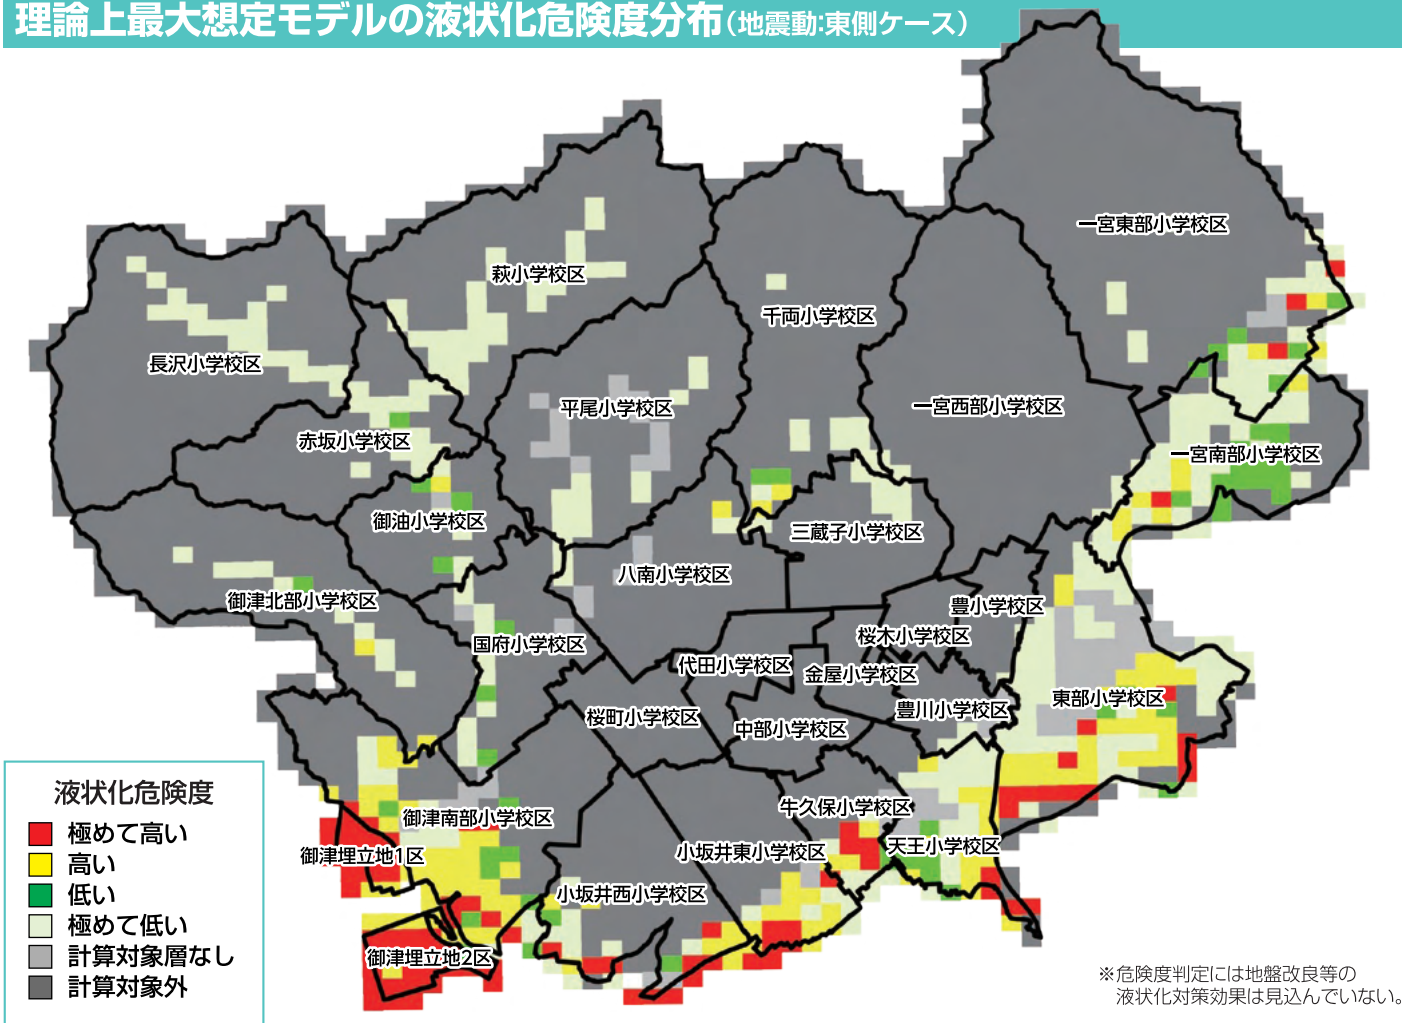 理論上最大想定モデルの液状化危険度分布(地震動:東側ケース)
一宮東部小学校区
萩小学校区
千両小学校区
長沢小学校区
平尾小学校区
一宮西部小学校区
赤坂小学校区
一宮南部小学校区
御油小学校区
三蔵子小学校区
八南小学校区
御津北部小学校区
豊小学校区
桜木小学校区
国府小学校区
代田小学校区
金屋小学校区
東部小学校区
豊川小学校区
桜町小学校区
中部小学校区
牛久保小学校区
御津南部小学校区
天王小学校区
小坂井東小学校区
御津埋立地1区
小坂井西小学校区
御津埋立地2区
液状化危険度
極めて高い
高い
低い
極めて低い
計算対象層なし
計算対象外
※危険度判定には地盤改良等の
液状化対策効果は見込んでいない。